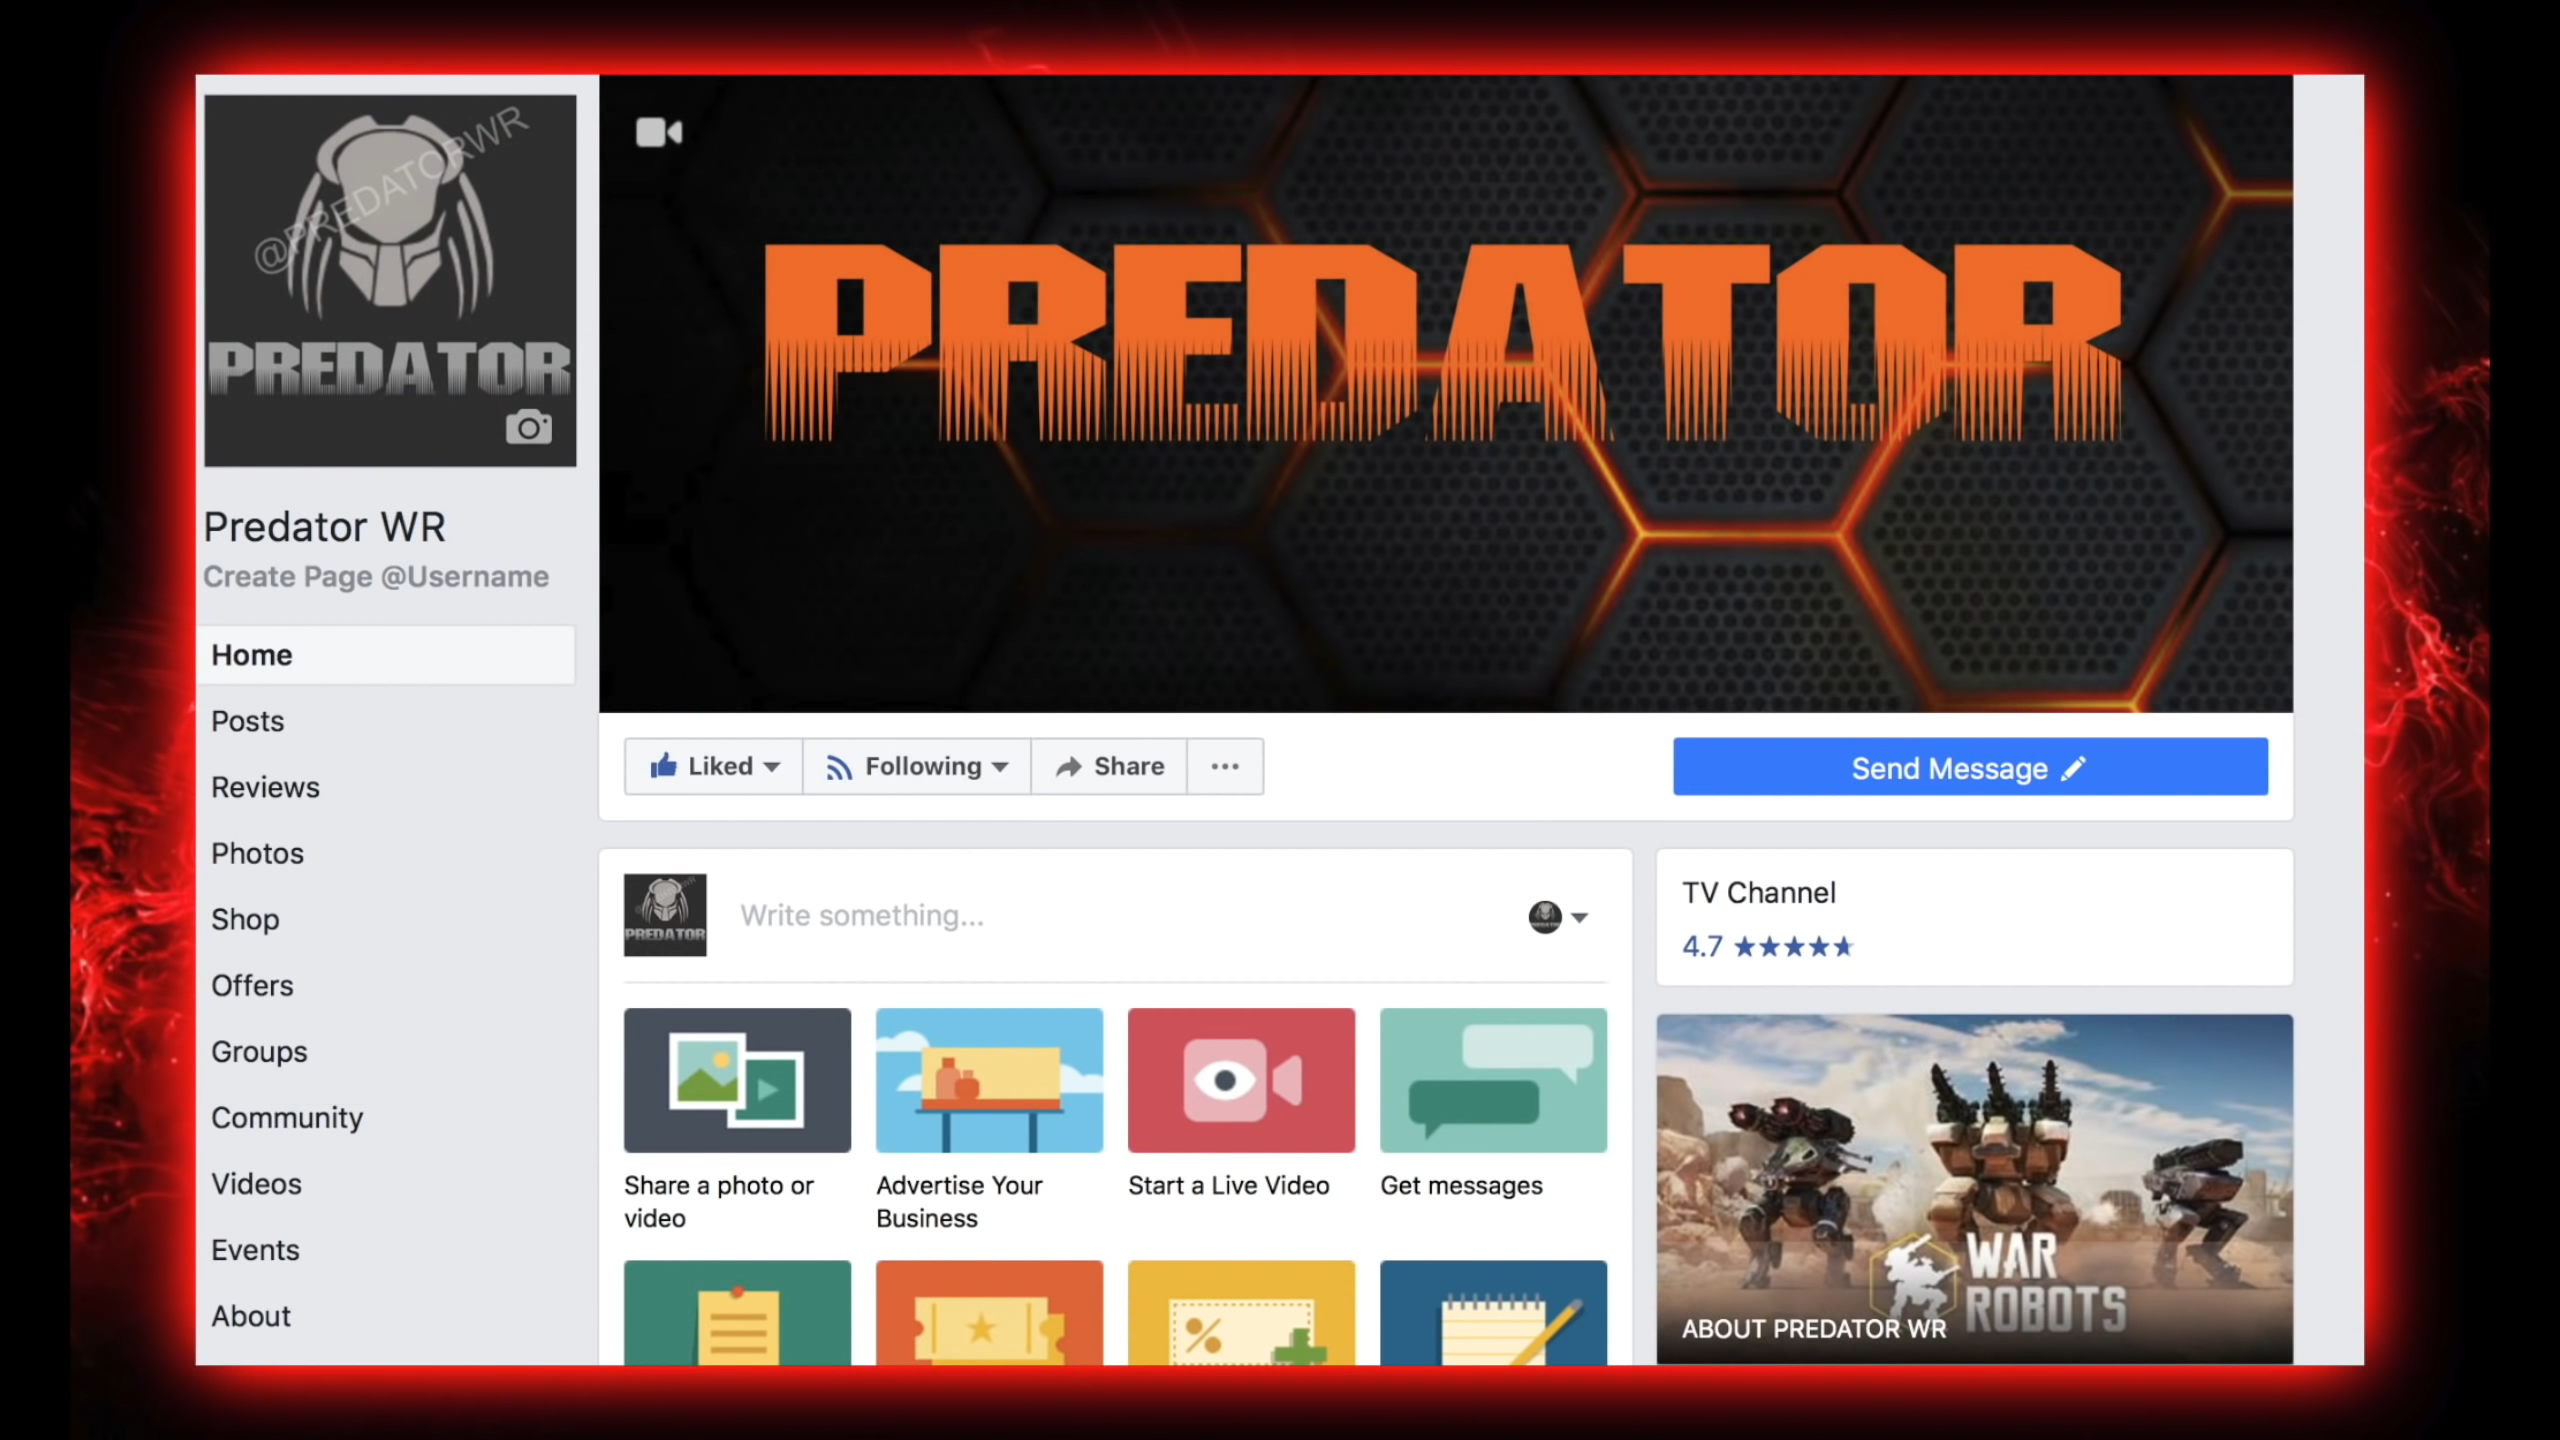 @PREDATORWR
PREDATOR
Predator WR
Create Page @Username
Home
Posts
Reviews
Photos
Shop
Offers
Groups
Community
Videos
Events
About
PREDATOR
Liked
Following
Share
Send Message
PREDATOR
Write something...
Share a photo or
video
Advertise Your
Business
Start a Live Video
Get messages
TV Channel
4.7
WAR
ROBOTS
ABOUT PREDATOR WR